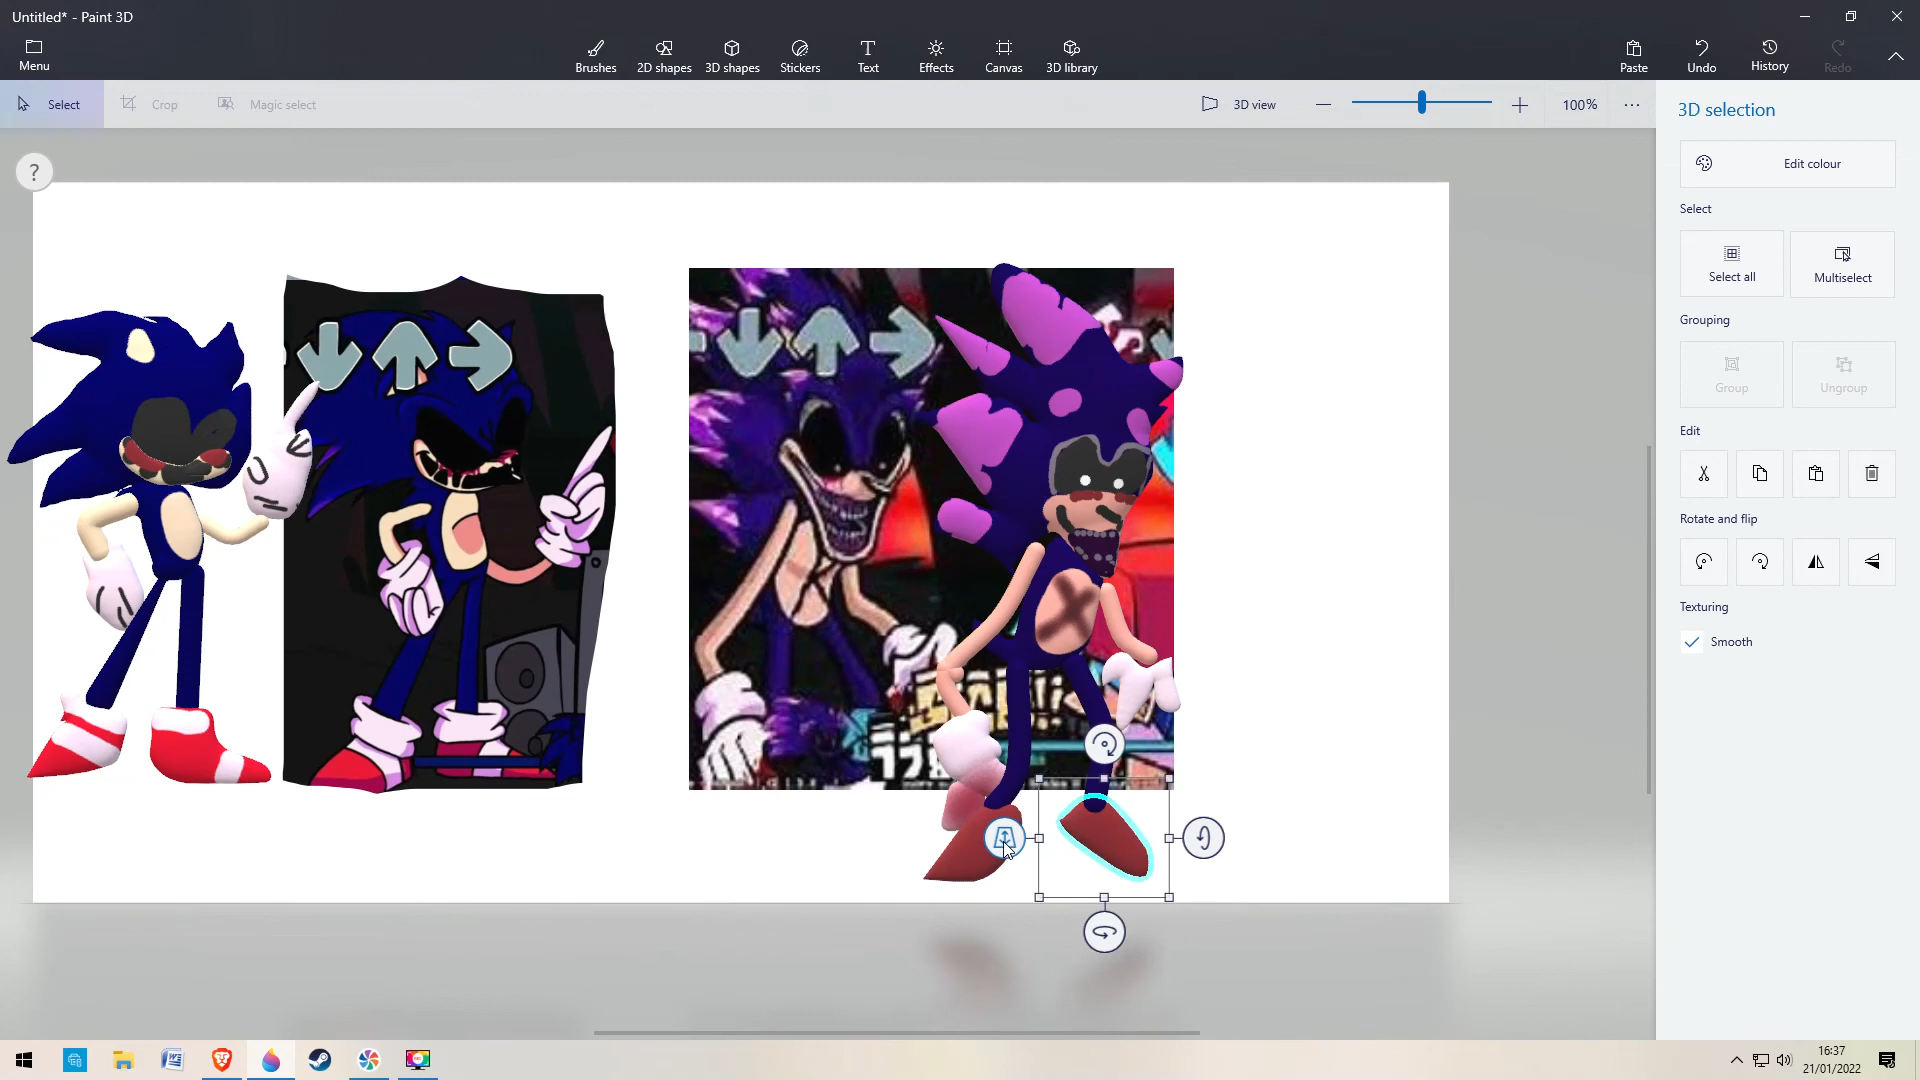 Untitled* - Paint 3D
Menu
Brushes
2D shapes
3D shapes
Stickers
Text
Effects
Canvas
3D library
Paste
Undo
History
Redo
Select
Crop
Magic select
3D view
100%
?
3D selection
Edit colour
Select
Select all
Multiselect
Grouping
Group
Ungroup
Edit
Rotate and flip
Texturing
Smooth
16:37
21/01/2022